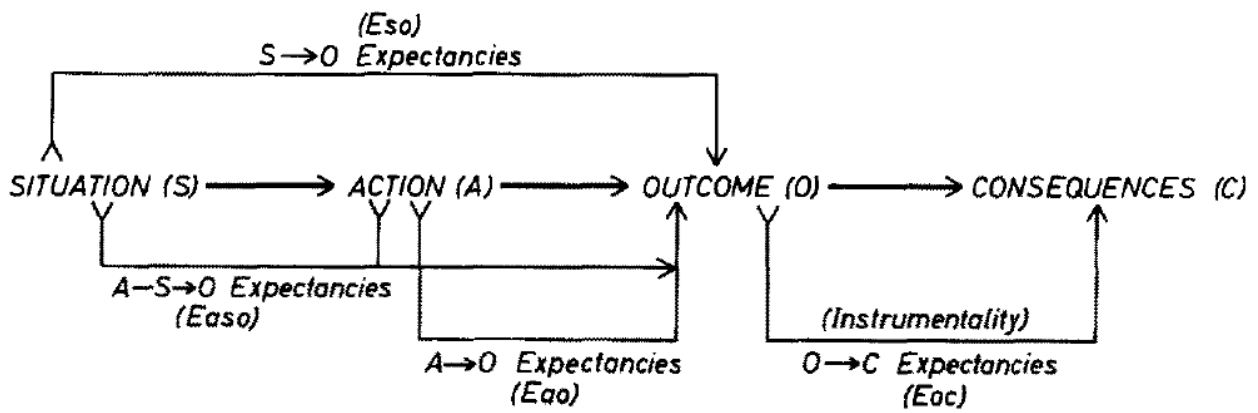 (Eso)
S→O Expectancies
SITUATION (S)
ACTION (A)
OUTCOME (O)
CONSEQUENCES (C)
A–S→O Expectancies
(Easo)
(Instrumentality)
A→O Expectancies
(Eao)
O→C Expectancies
(Eoc)